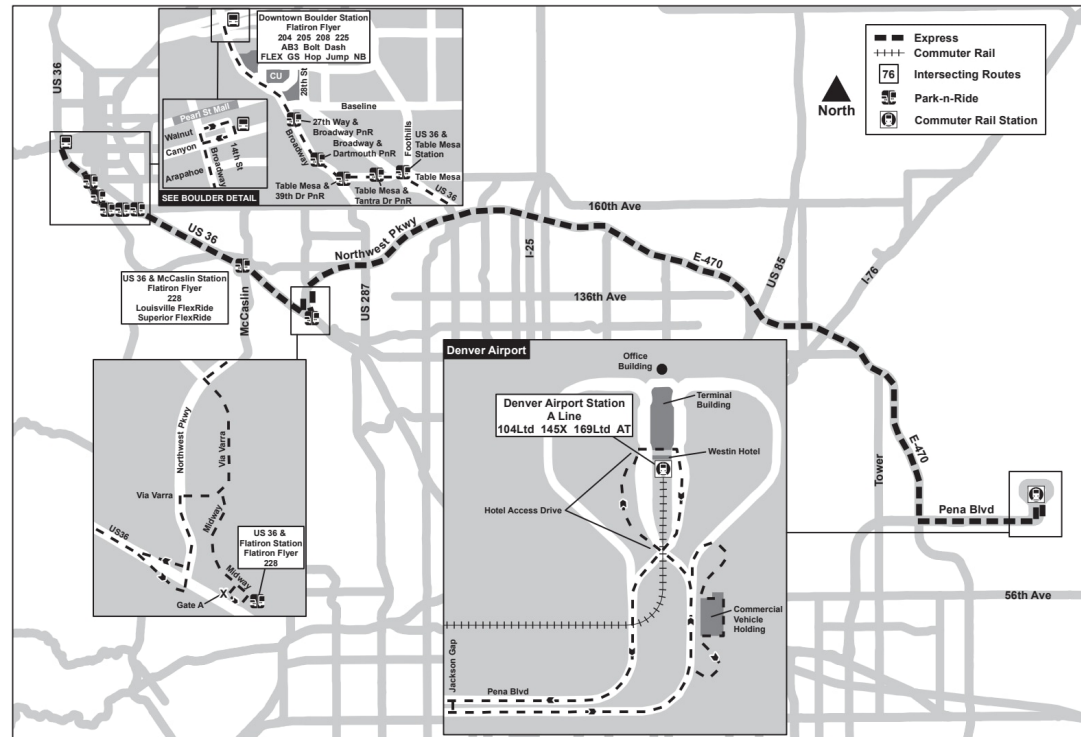 Downtown Boulder Station
Flatiron Flyer
204 205 208 225
AB3 Bolt Dash
FLEX GS Hop Jump NB
CU
28th St
Baseline
27th Way &
Broadway PnR
Broadway &
Dartmouth PnR
Broadway
Foothills
US 36 &
Table Mesa
Station
Table Mesa
Table Mesa &
39th Dr PnR
Table Mesa &
Tantra Dr PnR
US 36
Pearl St Mall
Walnut
Canyon
14th St
Broadway
Arapahoe
SEE BOULDER DETAIL
US 36
North
Express
Commuter Rail
76 Intersecting Routes
Park-n-Ride
Commuter Rail Station
US 36
160th Ave
Northwest Pkwy
I-25
E-470
US 85
I-76
136th Ave
US 287
McCaslin
US 36 & McCaslin Station
Flatiron Flyer
228
Louisville FlexRide
Superior FlexRide
Tower
E-470
Pena Blvd
56th Ave
Northwest Pkwy
Via Varra
Via Varra
Midway
US36
US 36 &
Flatiron Station
Flatiron Flyer
228
Midway
Gate A
X
Denver Airport
Office
Building
Denver Airport Station
A Line
104Ltd 145X 169Ltd AT
Terminal
Building
Westin Hotel
Hotel Access Drive
Commercial
Vehicle
Holding
Jackson Gap
Pena Blvd